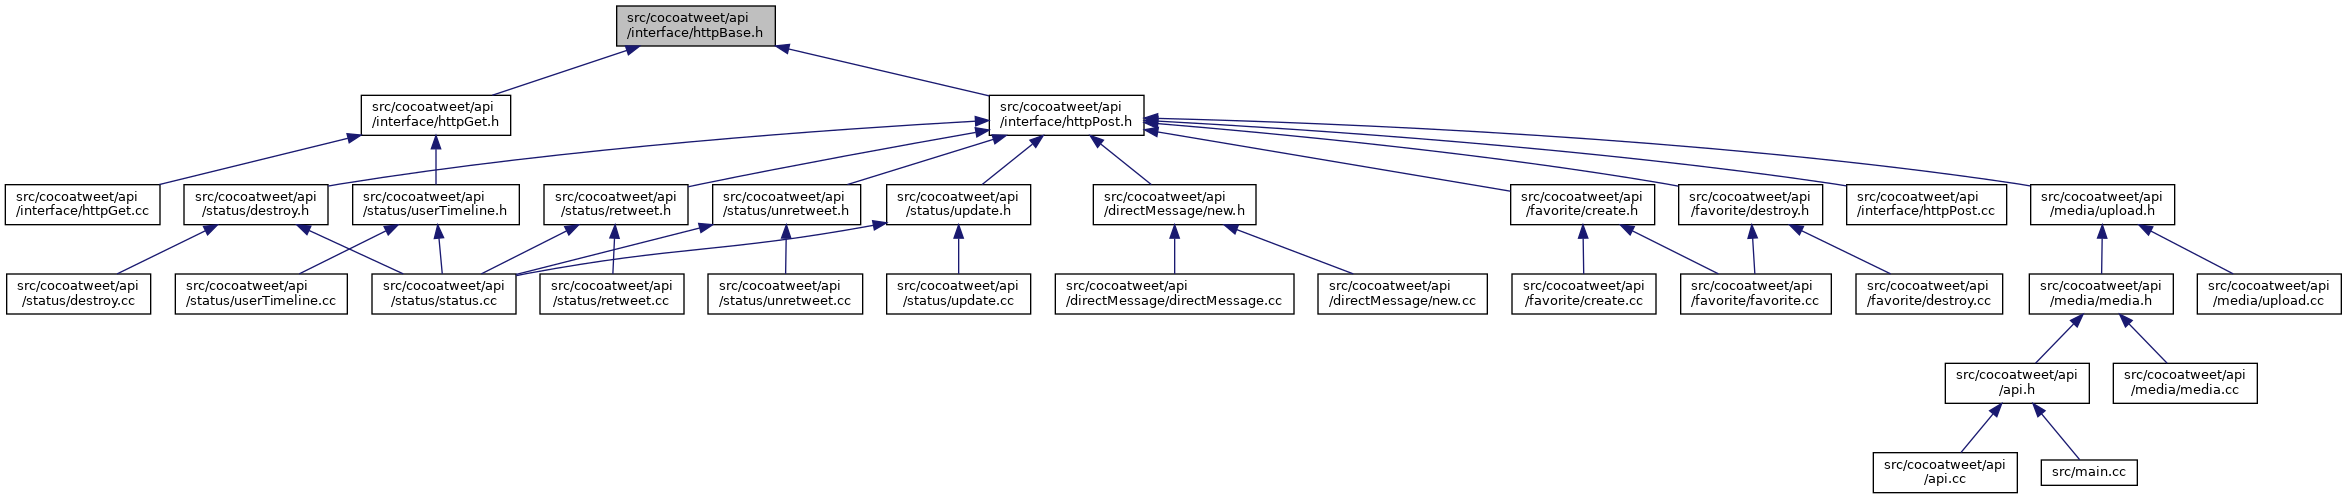 src/cocoatweet/api
/interface/httpBase.h
src/cocoatweet/api
/interface/httpGet.h
src/cocoatweet/api
/interface/httpPost.h
src/cocoatweet/api
/interface/httpGet.cc
src/cocoatweet/api
/status/destroy.h
src/cocoatweet/api
/status/userTimeline.h
src/cocoatweet/api
/status/retweet.h
src/cocoatweet/api
/status/unretweet.h
src/cocoatweet/api
/status/update.h
src/cocoatweet/api
/directMessage/new.h
src/cocoatweet/api
/favorite/create.h
src/cocoatweet/api
/favorite/destroy.h
src/cocoatweet/api
/interface/httpPost.cc
src/cocoatweet/api
/media/upload.h
src/cocoatweet/api
/status/destroy.cc
src/cocoatweet/api
/status/userTimeline.cc
src/cocoatweet/api
/status/status.cc
src/cocoatweet/api
/status/retweet.cc
src/cocoatweet/api
/status/unretweet.cc
src/cocoatweet/api
/status/update.cc
src/cocoatweet/api
/directMessage/directMessage.cc
src/cocoatweet/api
/directMessage/new.cc
src/cocoatweet/api
/favorite/create.cc
src/cocoatweet/api
/favorite/favorite.cc
src/cocoatweet/api
/favorite/destroy.cc
src/cocoatweet/api
/media/media.h
src/cocoatweet/api
/media/upload.cc
src/cocoatweet/api
/api.h
src/cocoatweet/api
/media/media.cc
src/cocoatweet/api
/api.cc
src/main.cc